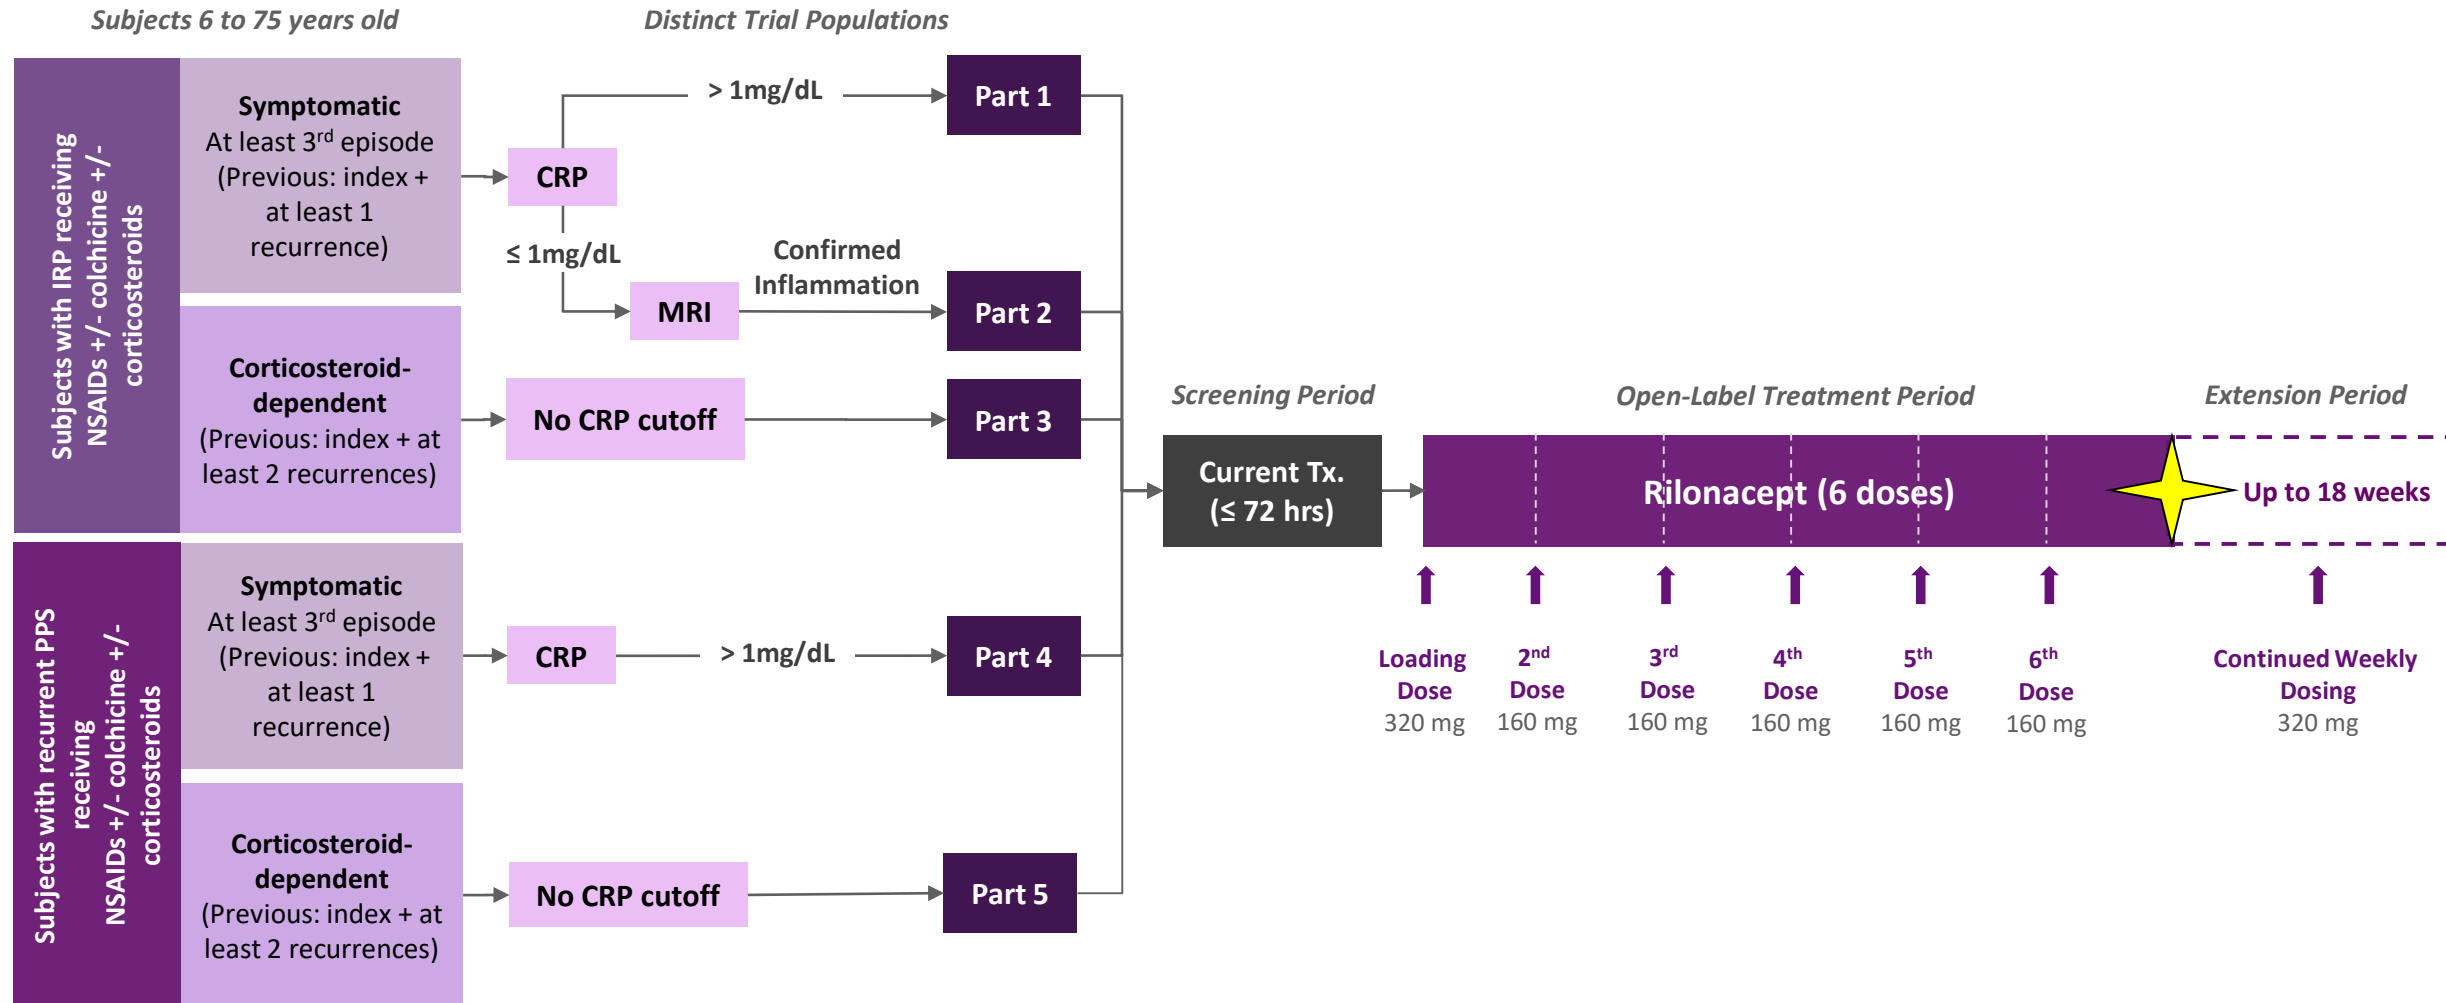 Subjects 6 to 75 years old
Distinct Trial Populations
Subjects with IRP receiving
NSAIDs +/- colchicine +/-
corticosteroids
Symptomatic
At least 3rd episode
(Previous: index +
at least 1
recurrence)
CRP
> 1mg/dL
Part 1
≤ 1mg/dL
MRI
Confirmed
Inflammation
Part 2
Corticosteroid-
dependent
(Previous: index + at
least 2 recurrences)
No CRP cutoff
Part 3
Subjects with recurrent PPS
receiving
NSAIDs +/- colchicine +/-
corticosteroids
Symptomatic
At least 3rd episode
(Previous: index +
at least 1
recurrence)
CRP
> 1mg/dL
Part 4
Corticosteroid-
dependent
(Previous: index + at
least 2 recurrences)
No CRP cutoff
Part 5
Screening Period
Current Tx.
(≤ 72 hrs)
Open-Label Treatment Period
Rilonacept (6 doses)
Extension Period
Up to 18 weeks
Loading
Dose
320 mg
2nd
Dose
160 mg
3rd
Dose
160 mg
4th
Dose
160 mg
5th
Dose
160 mg
6th
Dose
160 mg
Continued Weekly
Dosing
320 mg